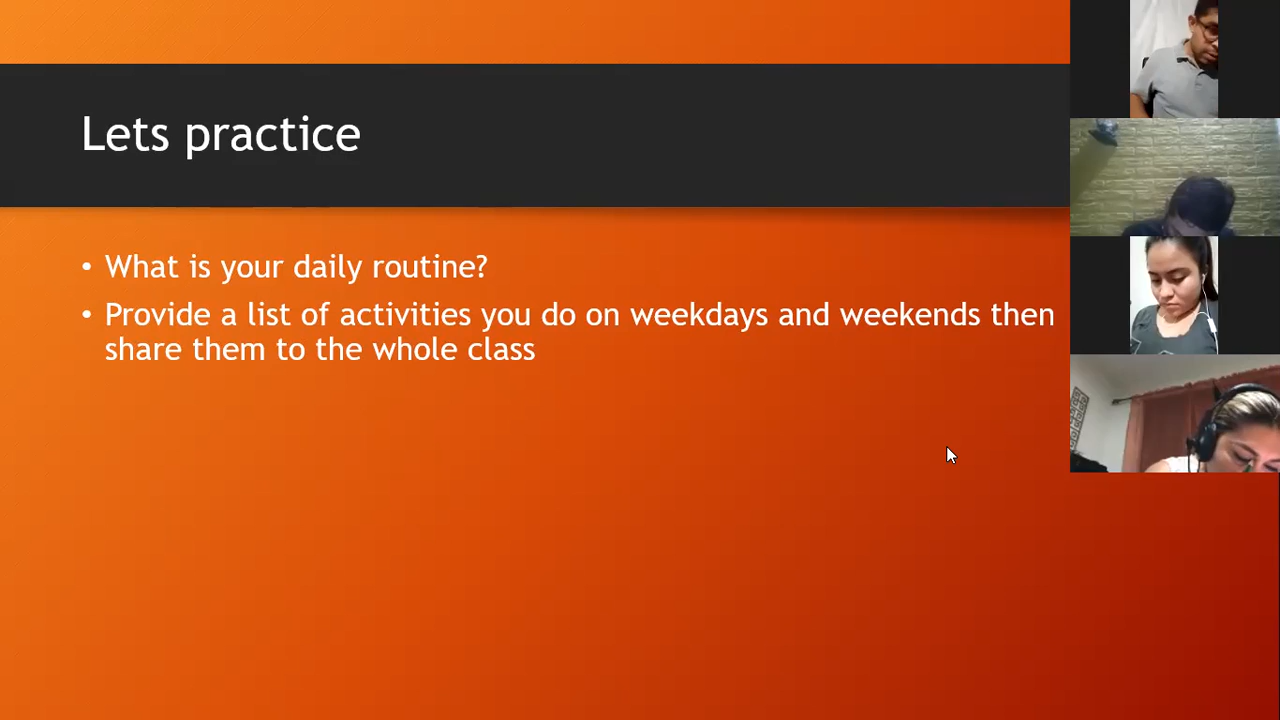 Lets practice
• What is your daily routine?
• Provide a list of activities you do on weekdays and weekends then
share them to the whole class